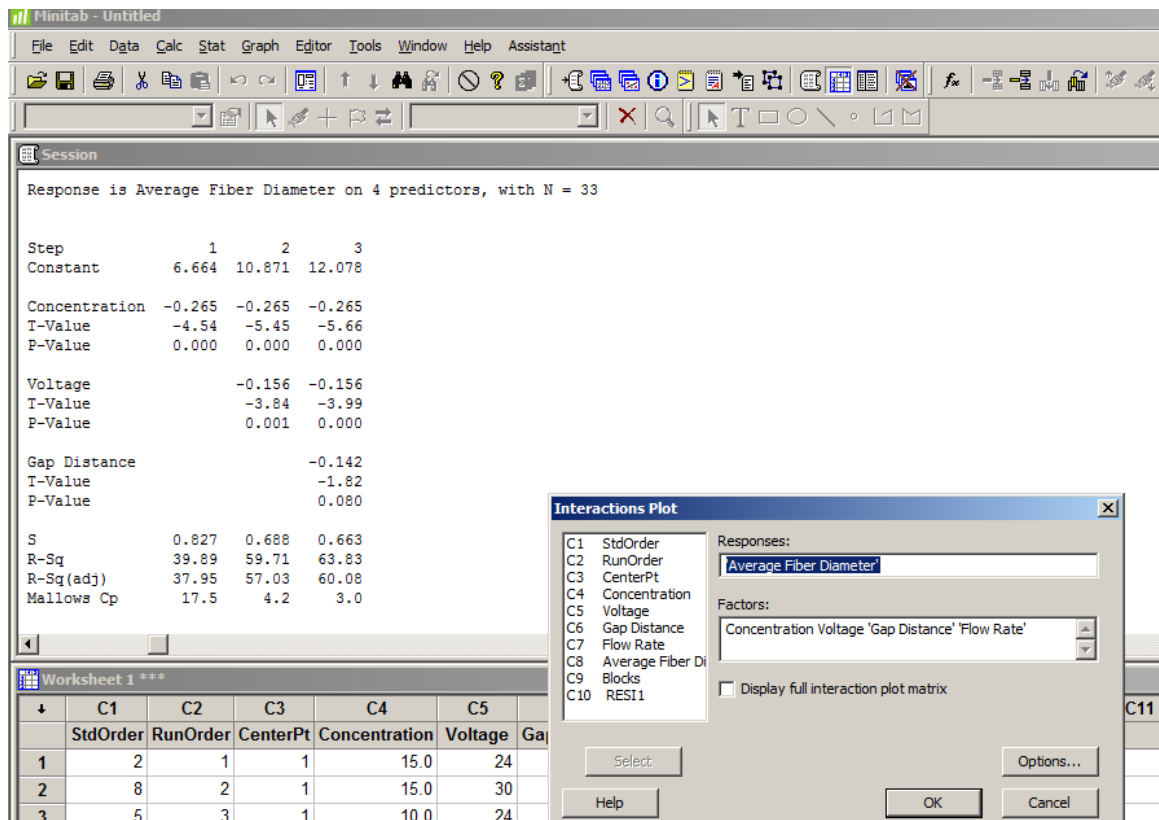 Minitab - Untitled
File Edit Data Calc Stat Graph Editor Tools Window Help Assistant
Session
Response is Average Fiber Diameter on 4 predictors, with N = 33
Step 1 2 3
Constant 6.664 10.871 12.078
Concentration -0.265 -0.265 -0.265
T-Value -4.54 -5.45 -5.66
P-Value 0.000 0.000 0.000
Voltage -0.156 -0.156
T-Value -3.84 -3.99
P-Value 0.001 0.000
Gap Distance -0.142
T-Value -1.82
P-Value 0.080
S 0.827 0.688 0.663
R-Sq 39.89 59.71 63.83
R-Sq(adj) 37.95 57.03 60.08
Mallows Cp 17.5 4.2 3.0
Interactions Plot
C1 StdOrder
C2 RunOrder
C3 CenterPt
C4 Concentration
C5 Voltage
C6 Gap Distance
C7 Flow Rate
C8 Average Fiber Di
C9 Blocks
C10 RESI1
Responses:
'Average Fiber Diameter'
Factors:
Concentration Voltage 'Gap Distance' 'Flow Rate'
Display full interaction plot matrix
Select
Options...
Help
OK
Cancel
Worksheet 1 ***
C1 C2 C3 C4 C5 C11
StdOrder RunOrder CenterPt Concentration Voltage Ga
1 2 1 1 15.0 24
2 8 2 1 15.0 30
3 5 3 1 10.0 24